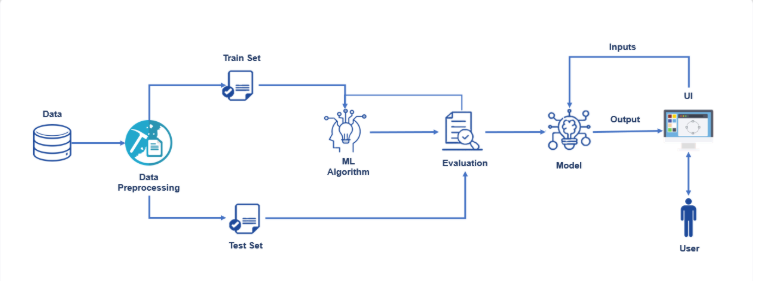 Inputs
Train Set
UI
Data
Output
ML
Algorithm
Evaluation
Model
Data
Preprocessing
Test Set
User